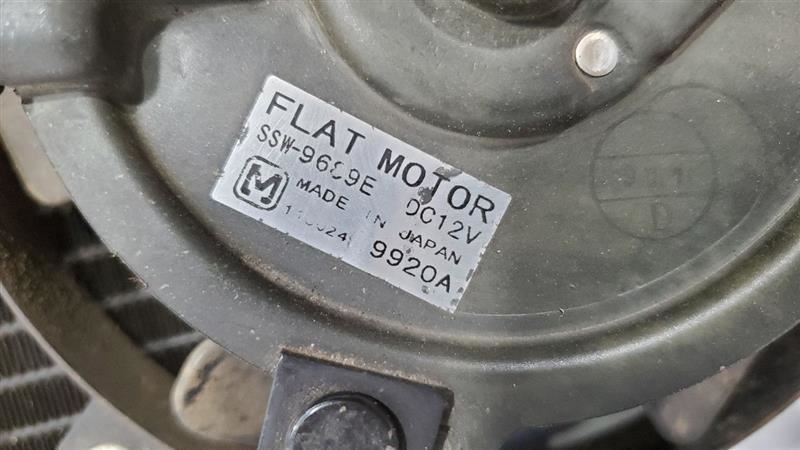 FLAT MOTOR
DC12V
M
MADE IN JAPAN
9920A